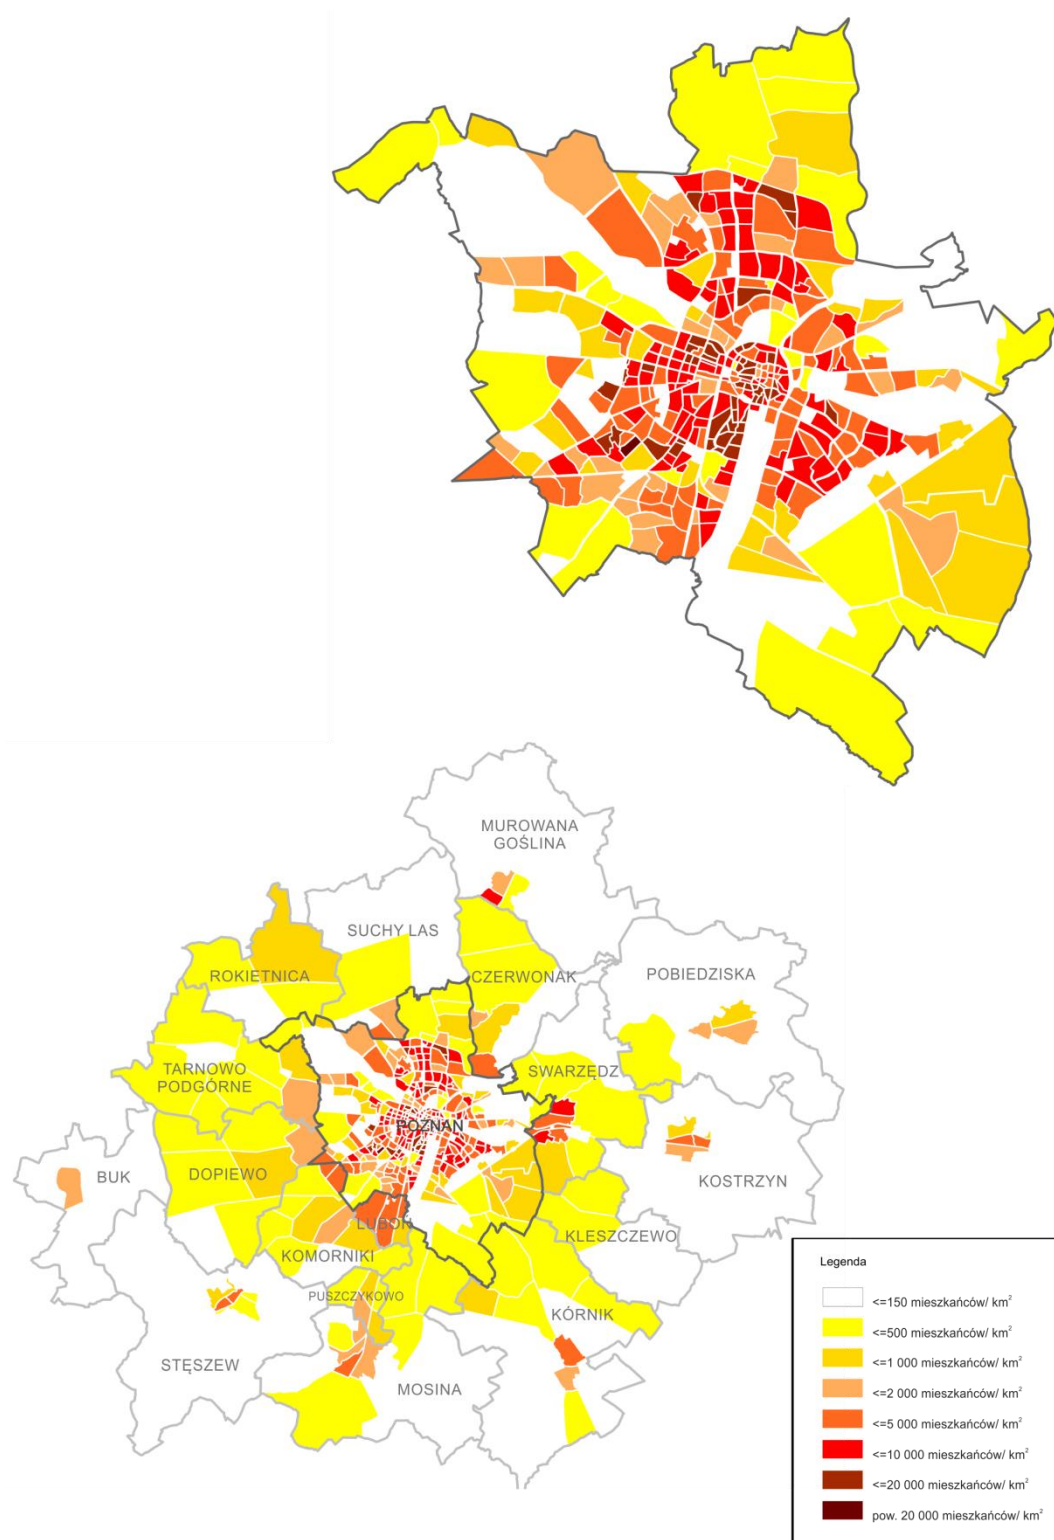 MUROWANA
GOŚLINA
SUCHY LAS
ROKIETNICA
CZERWONAK
POBIEDZISKA
TARNOWO
PODGÓRNE
SWARZĘDZ
POZNAŃ
BUK
DOPIEWO
KOSTRZYN
LUBOŃ
KOMORNIKI
KLESZCZEWO
PUSZCZYKOWO
KÓRNIK
STĘSZEW
MOSINA
Legenda
<=150 mieszkańców/ km²
<=500 mieszkańców/ km²
<=1 000 mieszkańców/ km²
<=2 000 mieszkańców/ km²
<=5 000 mieszkańców/ km²
<=10 000 mieszkańców/ km²
<=20 000 mieszkańców/ km²
pow. 20 000 mieszkańców/ km²